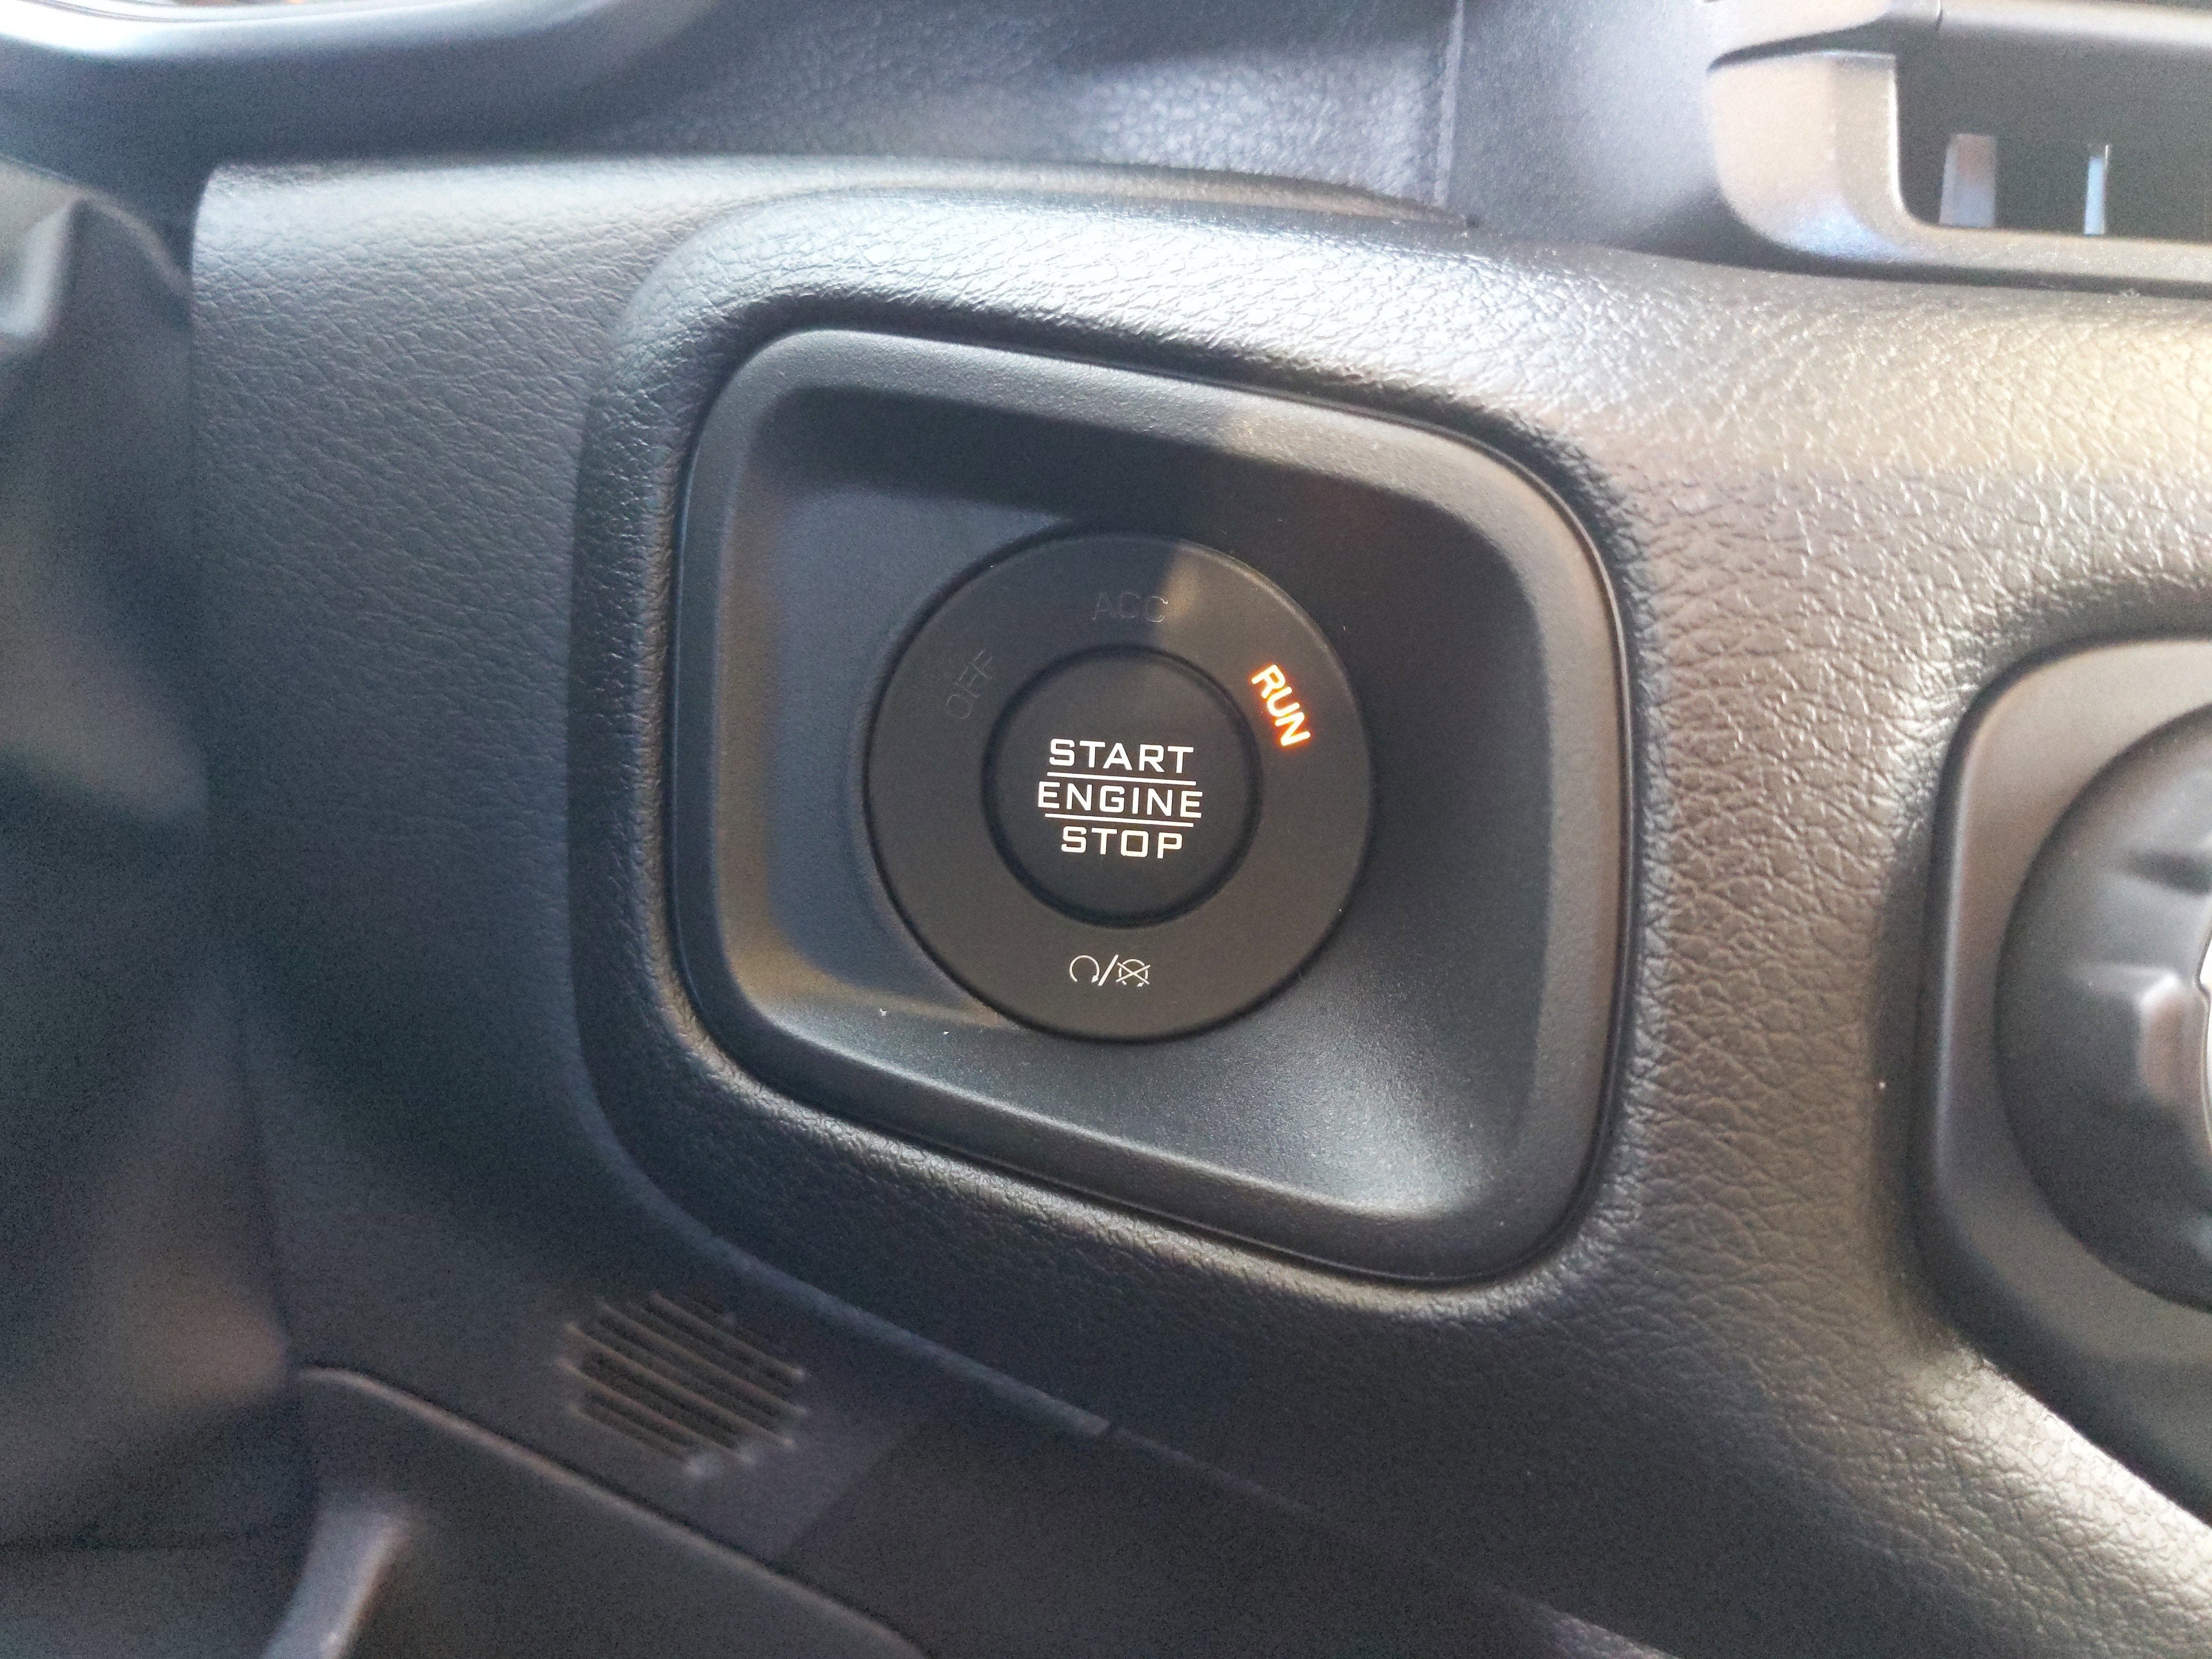 ACC
OFF
RUN
START
ENGINE
STOP